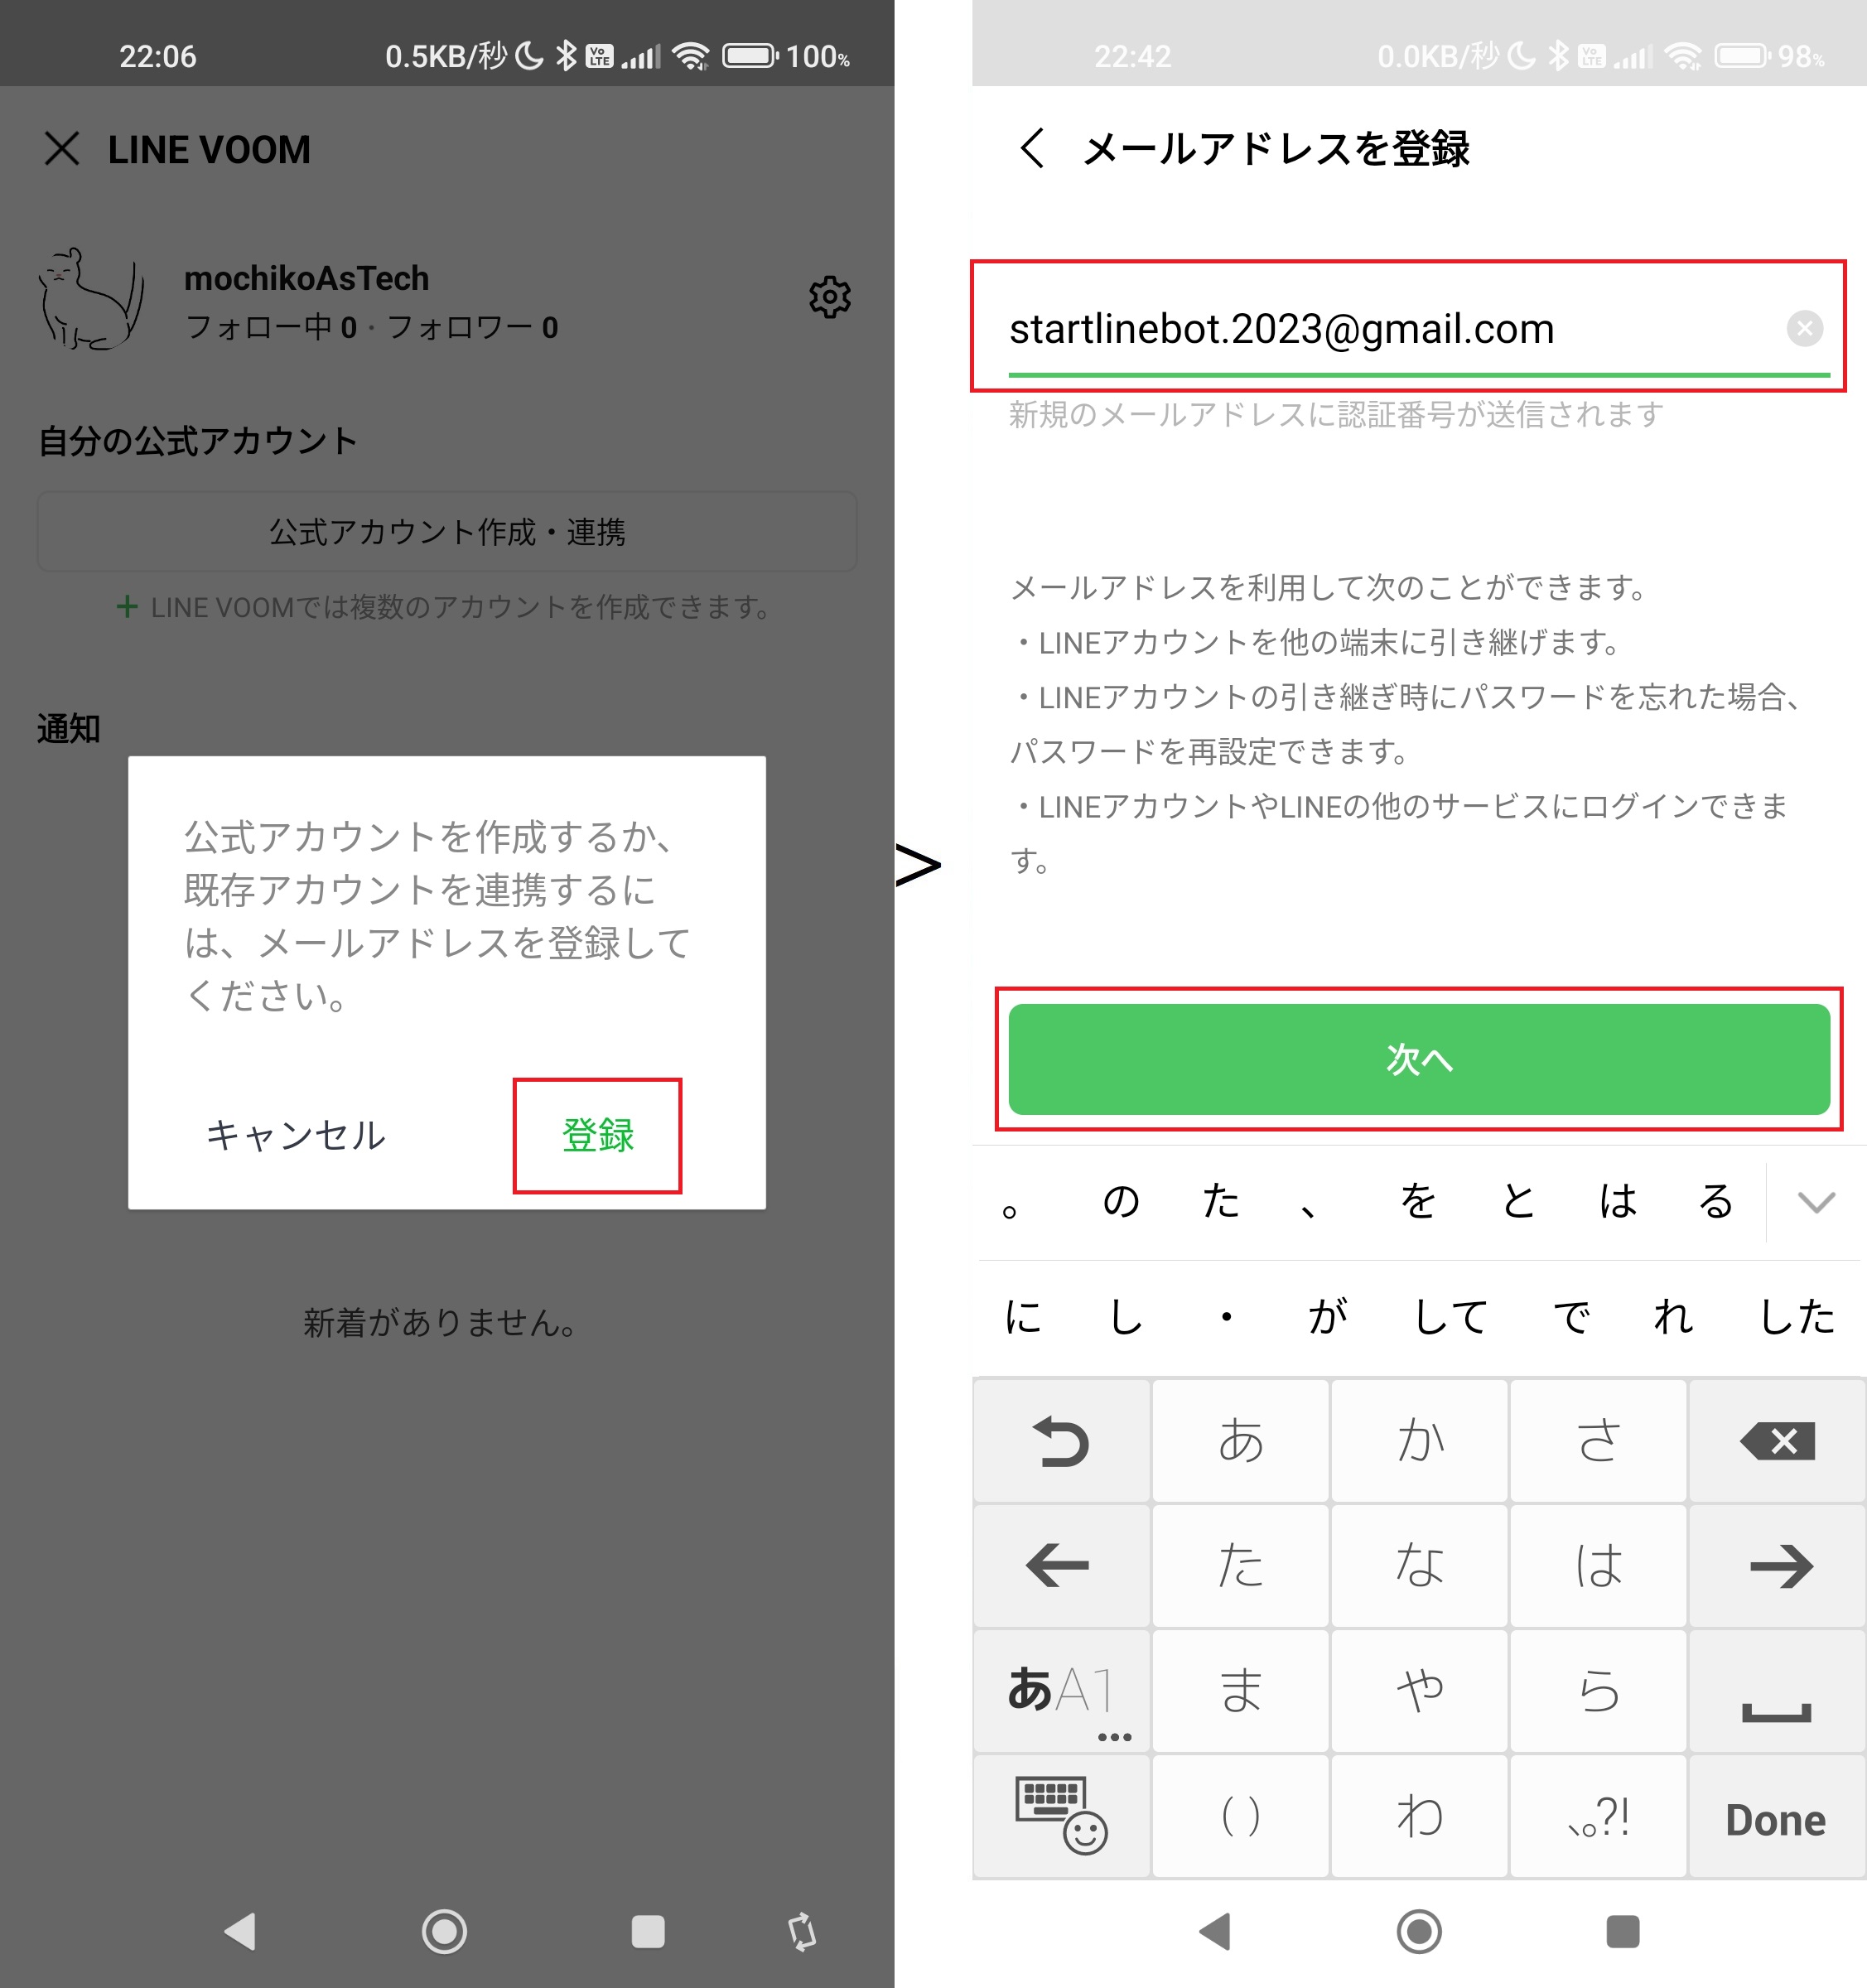 22:06 0.5KB/秒 Vo LTE 100%
LINE VOOM
mochikoAsTech
フォロー中 0・フォロワー 0
自分の公式アカウント
公式アカウント作成・連携
+ LINE VOOMでは複数のアカウントを作成できます。
通知
公式アカウントを作成するか、
既存アカウントを連携するに
は、メールアドレスを登録して
ください。
キャンセル 登録
新着がありません。
>
22:42 0.0KB/秒 Vo LTE 98%
メールアドレスを登録
startlinebot.2023@gmail.com
新規のメールアドレスに認証番号が送信されます
メールアドレスを利用して次のことができます。
・LINEアカウントを他の端末に引き継げます。
・LINEアカウントの引き継ぎ時にパスワードを忘れた場合、
パスワードを再設定できます。
・LINEアカウントやLINEの他のサービスにログインできま
す。
次へ
。 の た 、 を と は る
に し ・ が して で れ した
あ か さ
た な は
あA1 ま や ら
( ) わ 、。?! Done